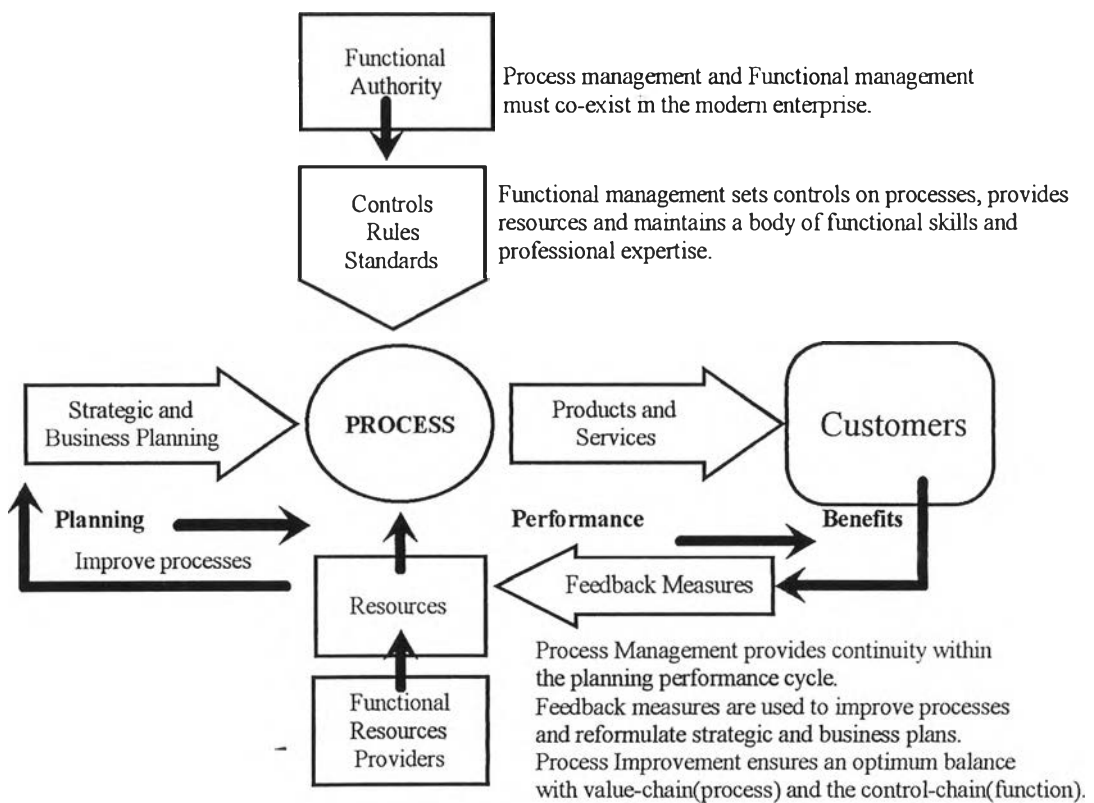 Functional
Authority
Process management and Functional management
must co-exist in the modern enterprise.
Controls
Rules
Standards
Functional management sets controls on processes, provides
resources and maintains a body of functional skills and
professional expertise.
Strategic and
Business Planning
PROCESS
Products and
Services
Customers
Planning
Improve processes
Performance
Benefits
Resources
Feedback Measures
Functional
Resources
Providers
Process Management provides continuity within
the planning performance cycle.
Feedback measures are used to improve processes
and reformulate strategic and business plans.
Process Improvement ensures an optimum balance
with value-chain(process) and the control-chain(function).